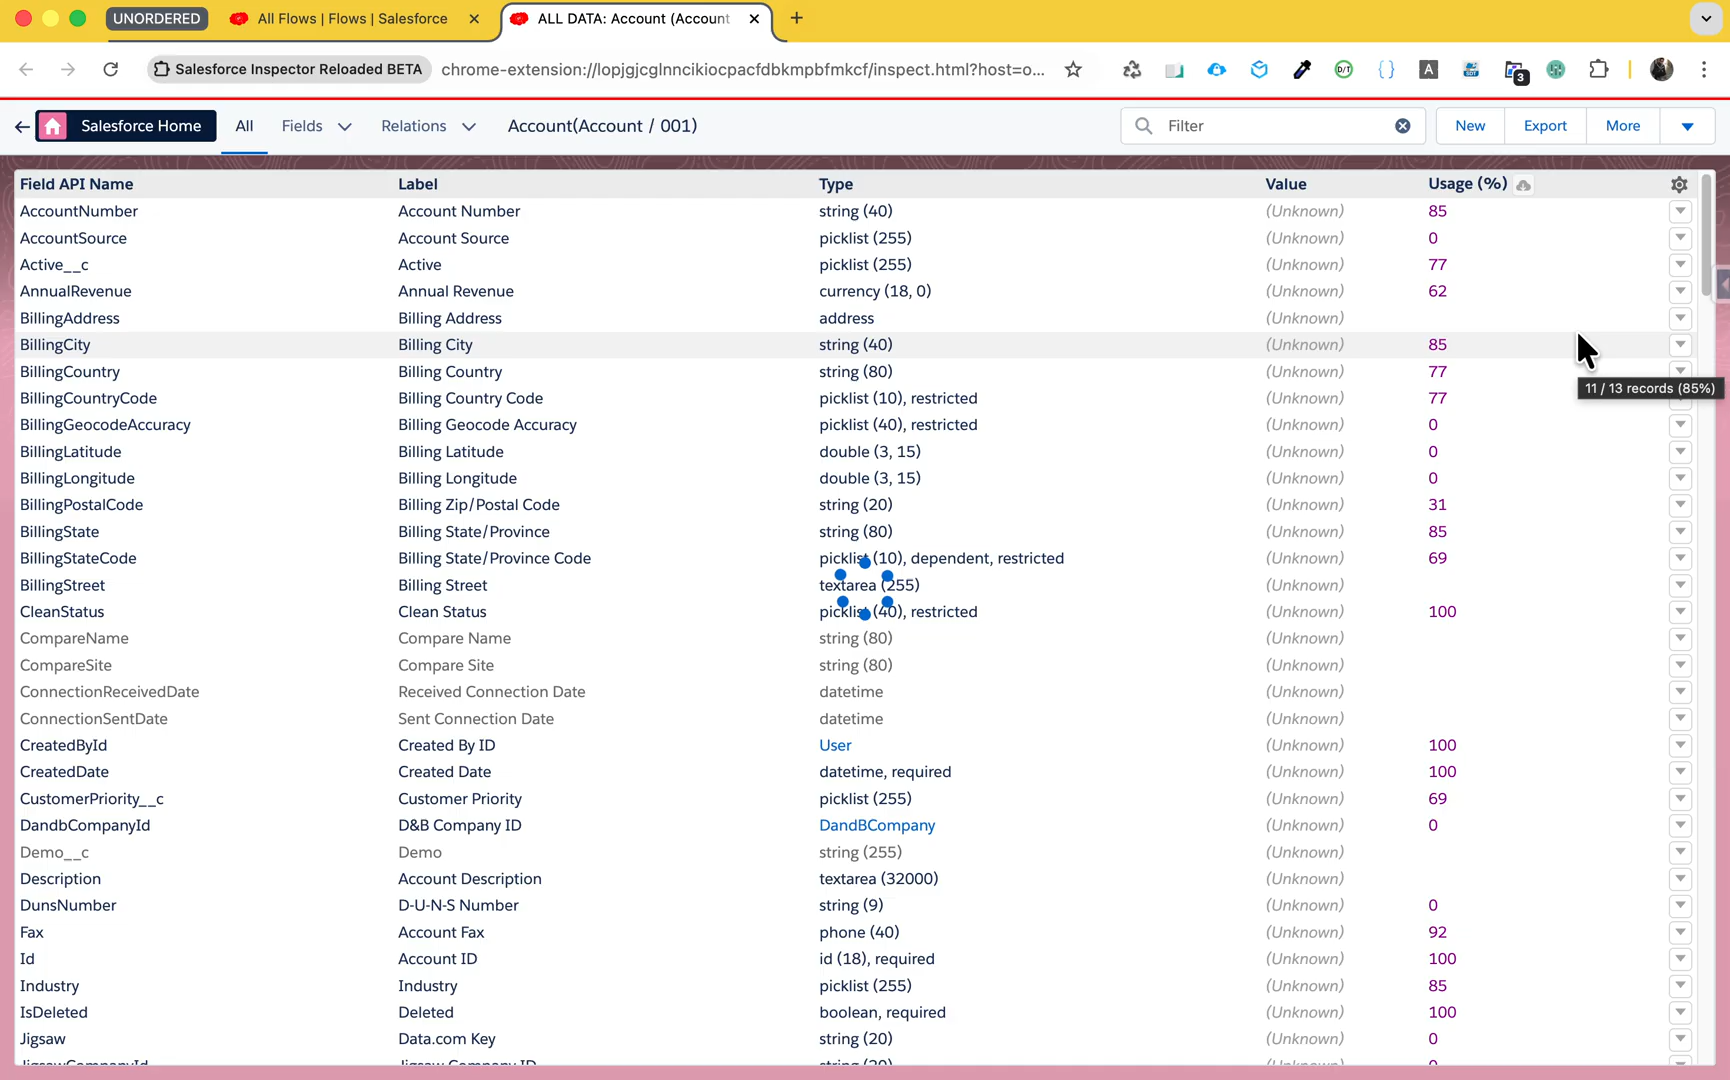 UNORDERED All Flows | Flows | Salesforce ALL DATA: Account (Account
Salesforce Inspector Reloaded BETA chrome-extension://lopjgjcglnncikiocpacfdbkmpbfmkcf/inspect.html?host=o... D/T {} A SDT 3
Salesforce Home All Fields Relations Account(Account / 001) Filter New Export More
Field API Name Label Type Value Usage (%)
AccountNumber Account Number string (40) (Unknown) 85
AccountSource Account Source picklist (255) (Unknown) 0
Active__c Active picklist (255) (Unknown) 77
AnnualRevenue Annual Revenue currency (18, 0) (Unknown) 62
BillingAddress Billing Address address (Unknown)
BillingCity Billing City string (40) (Unknown) 85
BillingCountry Billing Country string (80) (Unknown) 77
11 / 13 records (85%)
BillingCountryCode Billing Country Code picklist (10), restricted (Unknown) 77
BillingGeocodeAccuracy Billing Geocode Accuracy picklist (40), restricted (Unknown) 0
BillingLatitude Billing Latitude double (3, 15) (Unknown) 0
BillingLongitude Billing Longitude double (3, 15) (Unknown) 0
BillingPostalCode Billing Zip/Postal Code string (20) (Unknown) 31
BillingState Billing State/Province string (80) (Unknown) 85
BillingStateCode Billing State/Province Code picklist (10), dependent, restricted (Unknown) 69
BillingStreet Billing Street textarea (255) (Unknown)
CleanStatus Clean Status picklist (40), restricted (Unknown) 100
CompareName Compare Name string (80) (Unknown)
CompareSite Compare Site string (80) (Unknown)
ConnectionReceivedDate Received Connection Date datetime (Unknown)
ConnectionSentDate Sent Connection Date datetime (Unknown)
CreatedById Created By ID User (Unknown) 100
CreatedDate Created Date datetime, required (Unknown) 100
CustomerPriority__c Customer Priority picklist (255) (Unknown) 69
DandbCompanyId D&B Company ID DandBCompany (Unknown) 0
Demo__c Demo string (255) (Unknown)
Description Account Description textarea (32000) (Unknown)
DunsNumber D-U-N-S Number string (9) (Unknown) 0
Fax Account Fax phone (40) (Unknown) 92
Id Account ID id (18), required (Unknown) 100
Industry Industry picklist (255) (Unknown) 85
IsDeleted Deleted boolean, required (Unknown) 100
Jigsaw Data.com Key string (20) (Unknown) 0
JigsawCompanyId Jigsaw Company ID string (20) (Unknown) 0